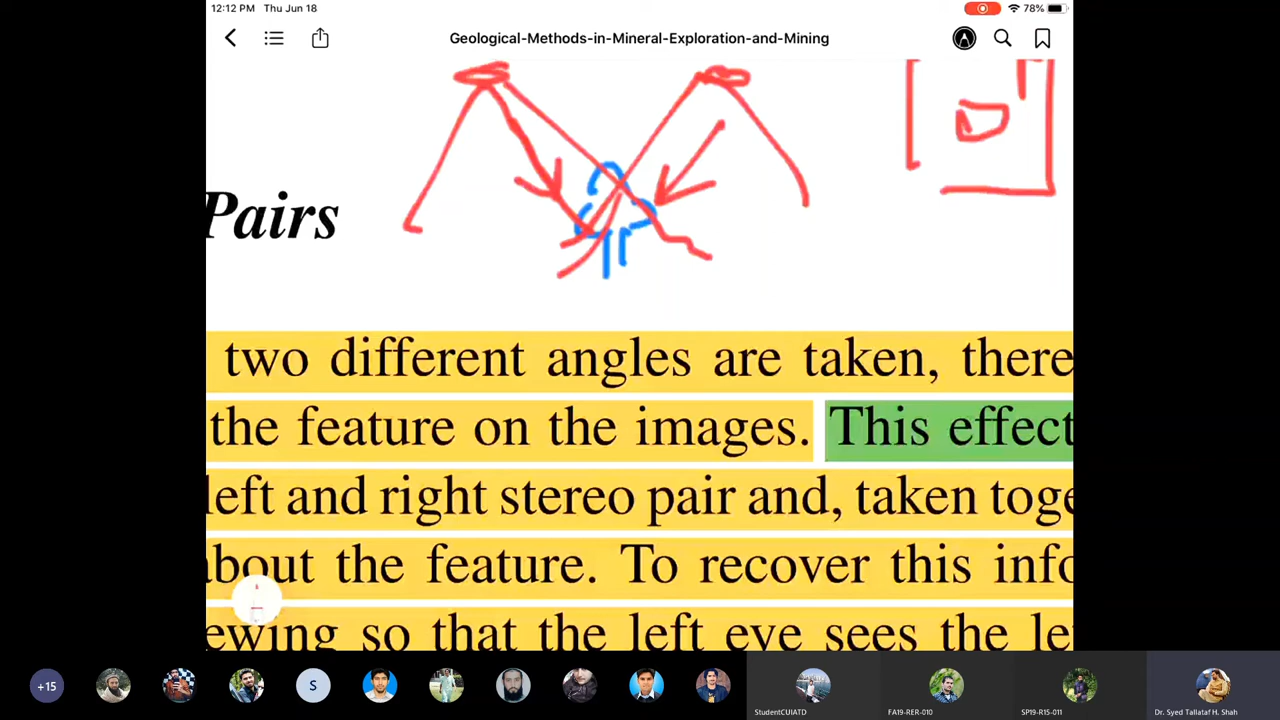 12:12 PM Thu Jun 18
78%
Geological-Methods-in-Mineral-Exploration-and-Mining
Pairs
two different angles are taken, there
the feature on the images. This effect
left and right stereo pair and, taken toge
about the feature. To recover this info
ewing so that the left eye sees the le
+15
S
StudentCUIATD
FA19-RER-010
SP19-R15-011
Dr. Syed Tallataf H. Shah